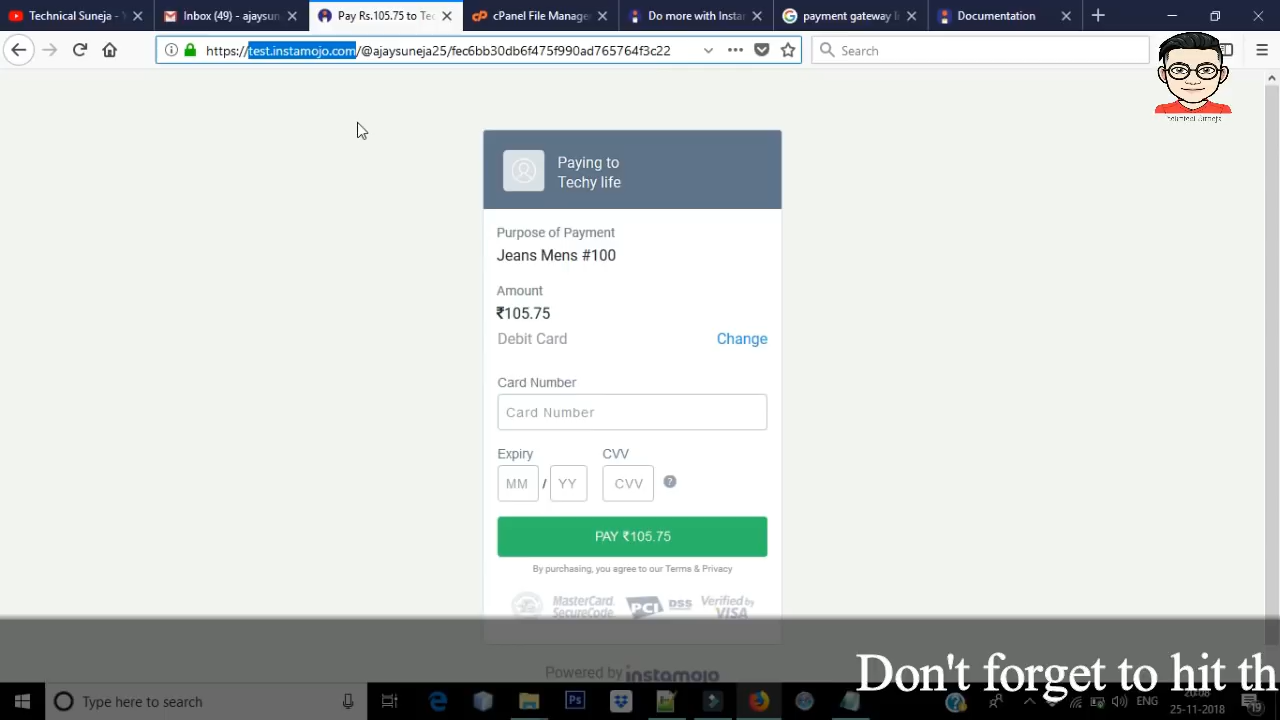 Technical Suneja - Y
Inbox (49) - ajaysun
Pay Rs.105.75 to Tec
cPanel File Manage
Do more with Instam
payment gateway li
Documentation
https://test.instamojo.com/@ajaysuneja25/fec6bb30db6f475f990ad765764f3c22
Search
Paying to
Techy life
Purpose of Payment
Jeans Mens #100
Amount
₹105.75
Debit Card
Change
Card Number
Card Number
Expiry
CVV
MM / YY
CVV
?
PAY ₹105.75
By purchasing, you agree to our Terms & Privacy
MasterCard. SecureCode.
PCI DSS
Verified by VISA
Powered by instamojo
Don't forget to hit th
Type here to search
ENG
25-11-2018